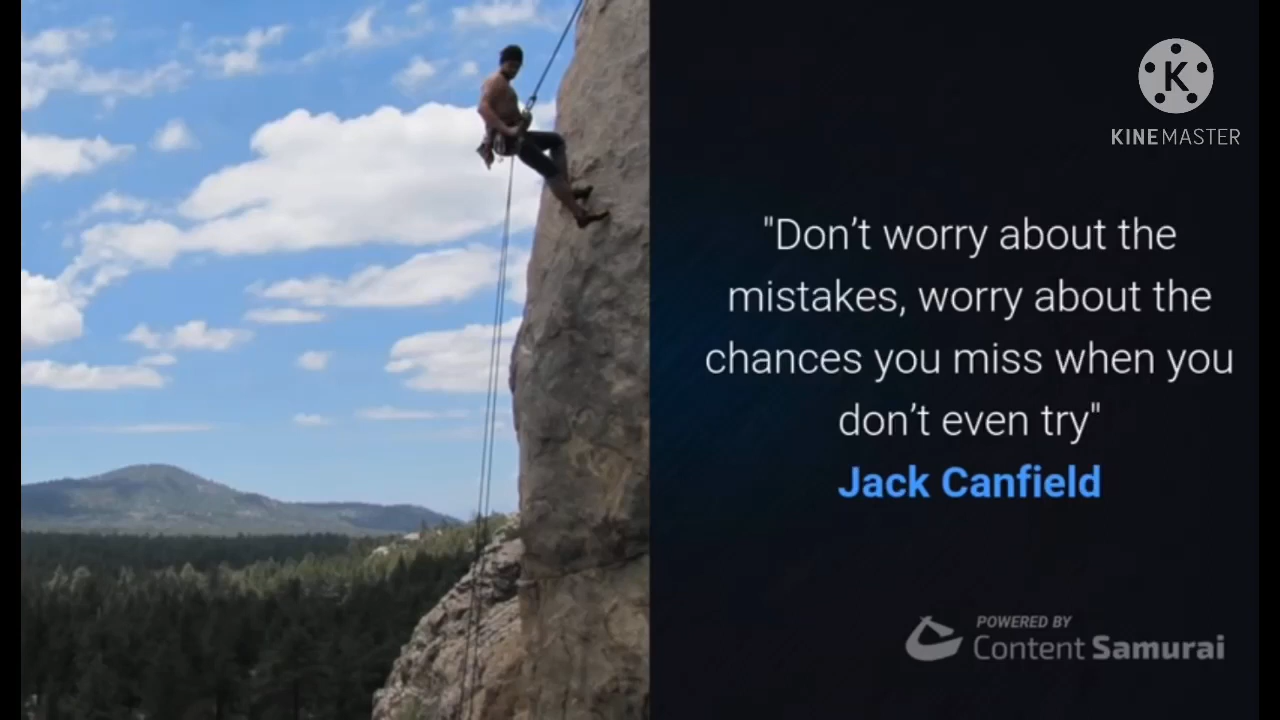 K
KINEMASTER
"Don’t worry about the
mistakes, worry about the
chances you miss when you
don’t even try"
Jack Canfield
POWERED BY
Content Samurai